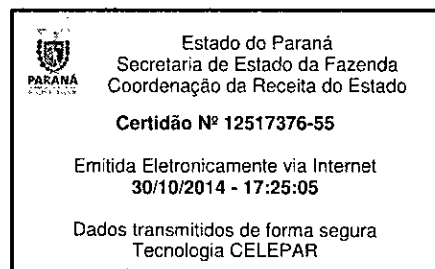 Estado do Paraná
Secretaria de Estado da Fazenda
Coordenação da Receita do Estado
PARANÁ
Certidão Nº 12517376-55
Emitida Eletronicamente via Internet
30/10/2014 - 17:25:05
Dados transmitidos de forma segura
Tecnologia CELEPAR